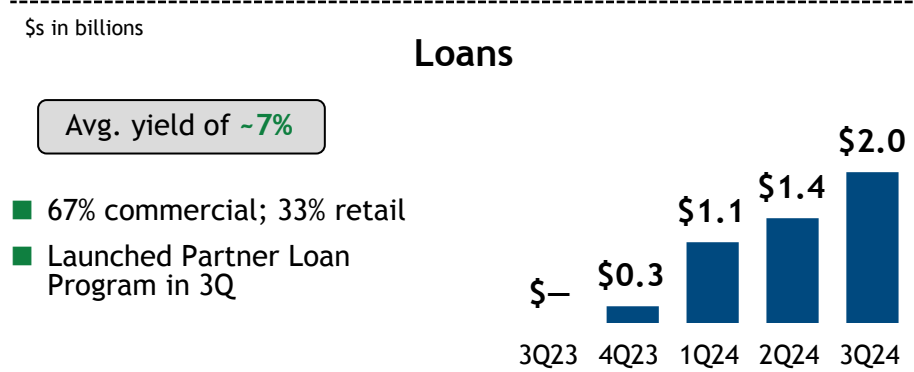 $s in billions
Loans
Avg. yield of ~7%
67% commercial; 33% retail
Launched Partner Loan
Program in 3Q
$—
$0.3
$1.1
$1.4
$2.0
3Q23 4Q23 1Q24 2Q24 3Q24